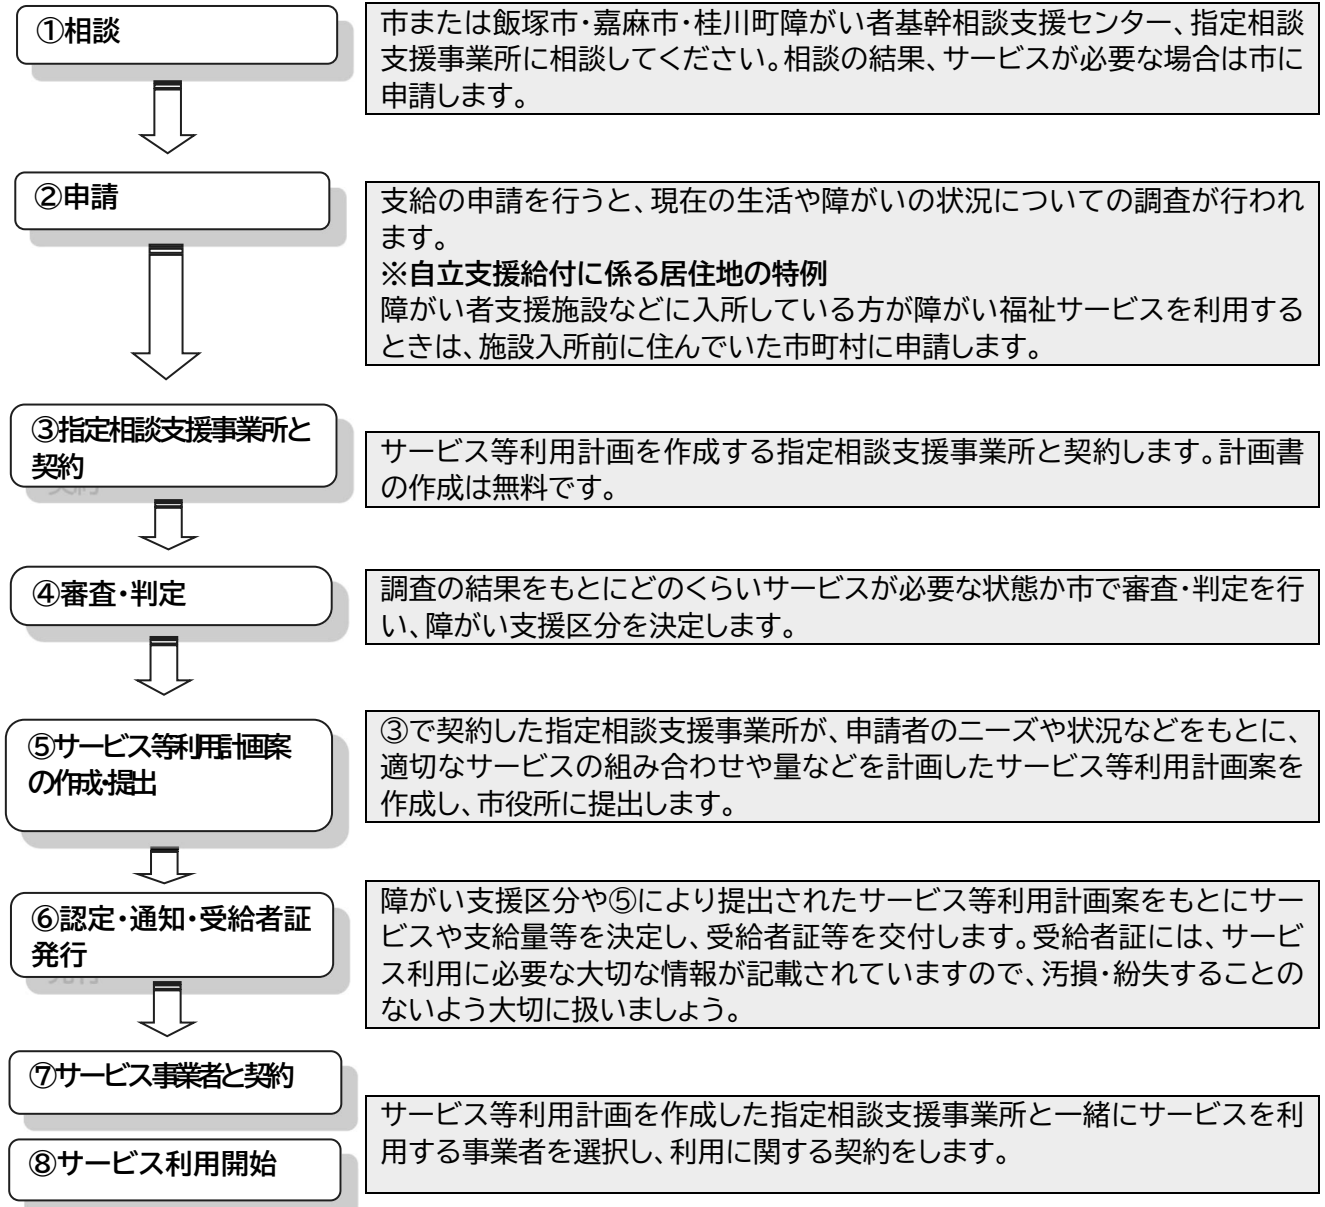 ①相談
市または飯塚市・嘉麻市・桂川町障がい者基幹相談支援センター、指定相談
支援事業所に相談してください。相談の結果、サービスが必要な場合は市に
申請します。
②申請
支給の申請を行うと、現在の生活や障がいの状況についての調査が行われ
ます。
※自立支援給付に係る居住地の特例
障がい者支援施設などに入所している方が障がい福祉サービスを利用する
ときは、施設入所前に住んでいた市町村に申請します。
③指定相談支援事業所と
契約
サービス等利用計画を作成する指定相談支援事業所と契約します。計画書
の作成は無料です。
④審査・判定
調査の結果をもとにどのくらいサービスが必要な状態か市で審査・判定を行
い、障がい支援区分を決定します。
⑤サービス等利用計画案
の作成・提出
③で契約した指定相談支援事業所が、申請者のニーズや状況などをもとに、
適切なサービスの組み合わせや量などを計画したサービス等利用計画案を
作成し、市役所に提出します。
⑥認定・通知・受給者証
発行
障がい支援区分や⑤により提出されたサービス等利用計画案をもとにサー
ビスや支給量等を決定し、受給者証等を交付します。受給者証には、サービ
ス利用に必要な大切な情報が記載されていますので、汚損・紛失することの
ないよう大切に扱いましょう。
⑦サービス事業者と契約
サービス等利用計画を作成した指定相談支援事業所と一緒にサービスを利
用する事業者を選択し、利用に関する契約をします。
⑧サービス利用開始